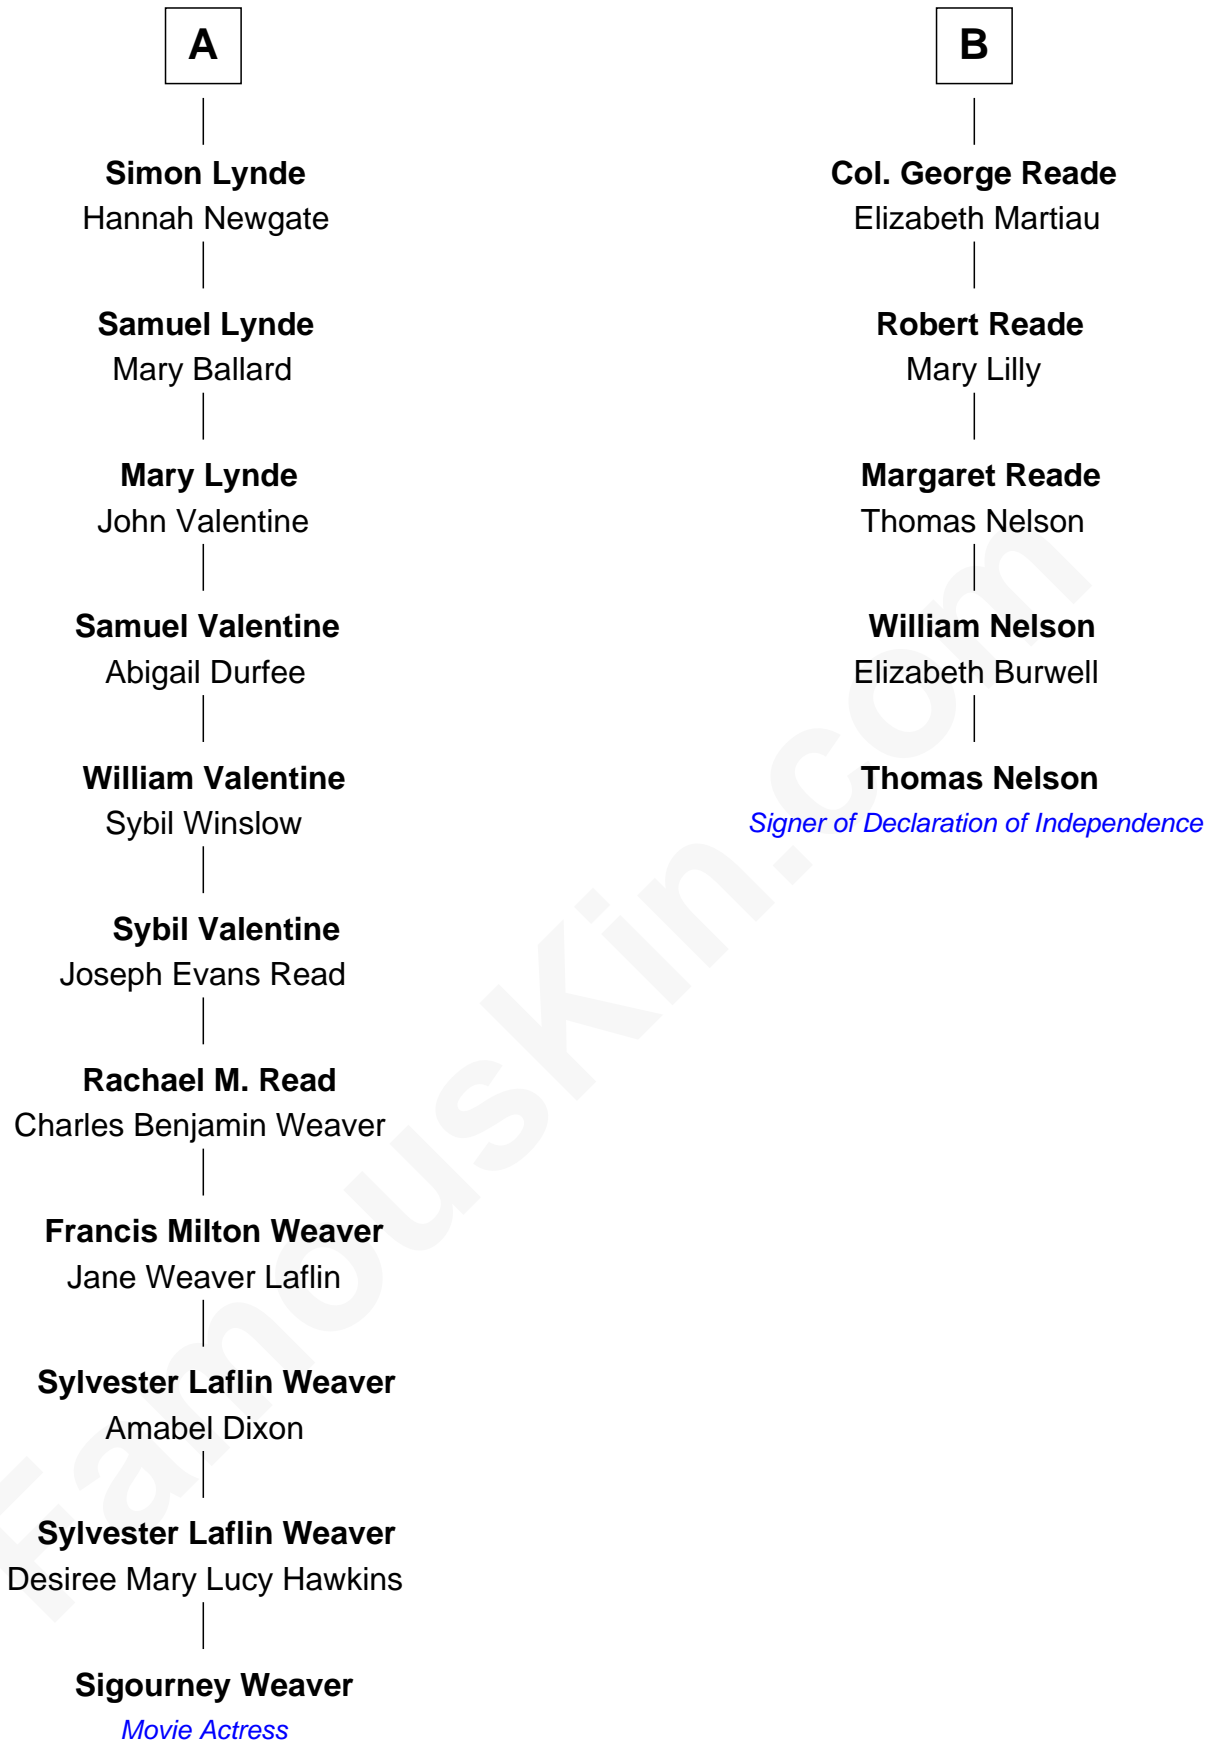 A
Simon Lynde
Hannah Newgate
Samuel Lynde
Mary Ballard
Mary Lynde
John Valentine
Samuel Valentine
Abigail Durfee
William Valentine
Sybil Winslow
Sybil Valentine
Joseph Evans Read
Rachael M. Read
Charles Benjamin Weaver
Francis Milton Weaver
Jane Weaver Laflin
Sylvester Laflin Weaver
Amabel Dixon
Sylvester Laflin Weaver
Desiree Mary Lucy Hawkins
Sigourney Weaver
Movie Actress
B
Col. George Reade
Elizabeth Martiau
Robert Reade
Mary Lilly
Margaret Reade
Thomas Nelson
William Nelson
Elizabeth Burwell
Thomas Nelson
Signer of Declaration of Independence
FamousKin.com